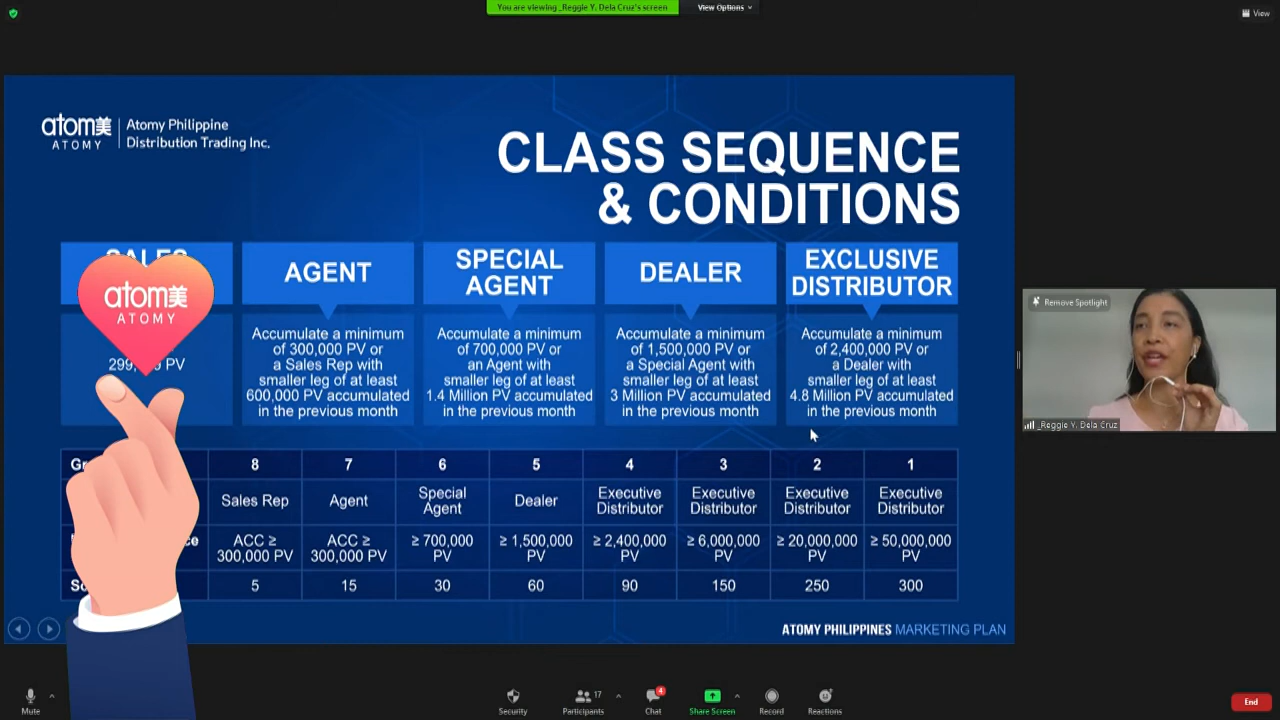 You are viewing _Reggie Y. Dela Cruz's screen
View Options
View
atom美
ATOMY
Atomy Philippine
Distribution Trading Inc.
CLASS SEQUENCE
& CONDITIONS
SALES
AGENT
SPECIAL
AGENT
DEALER
EXCLUSIVE
DISTRIBUTOR
atom美
ATOMY
PV
Accumulate a minimum
of 300,000 PV or
a Sales Rep with
smaller leg of at least
600,000 PV accumulated
in the previous month
Accumulate a minimum
of 700,000 PV or
an Agent with
smaller leg of at least
1.4 Million PV accumulated
in the previous month
Accumulate a minimum
of 1,500,000 PV or
a Special Agent with
smaller leg of at least
3 Million PV accumulated
in the previous month
Accumulate a minimum
of 2,400,000 PV or
a Dealer with
smaller leg of at least
4.8 Million PV accumulated
in the previous month
8 7 6 5 4 3 2 1
Sales Rep
Agent
Special
Agent
Dealer
Executive
Distributor
Executive
Distributor
Executive
Distributor
Executive
Distributor
ACC ≥
300,000 PV
ACC ≥
300,000 PV
≥ 700,000
PV
≥ 1,500,000
PV
≥ 2,400,000
PV
≥ 6,000,000
PV
≥ 20,000,000
PV
≥ 50,000,000
PV
5 15 30 60 90 150 250 300
ATOMY PHILIPPINES MARKETING PLAN
Remove Spotlight
_Reggie Y. Dela Cruz
Mute
Security
17
Participants
4
Chat
Share Screen
Record
Reactions
End